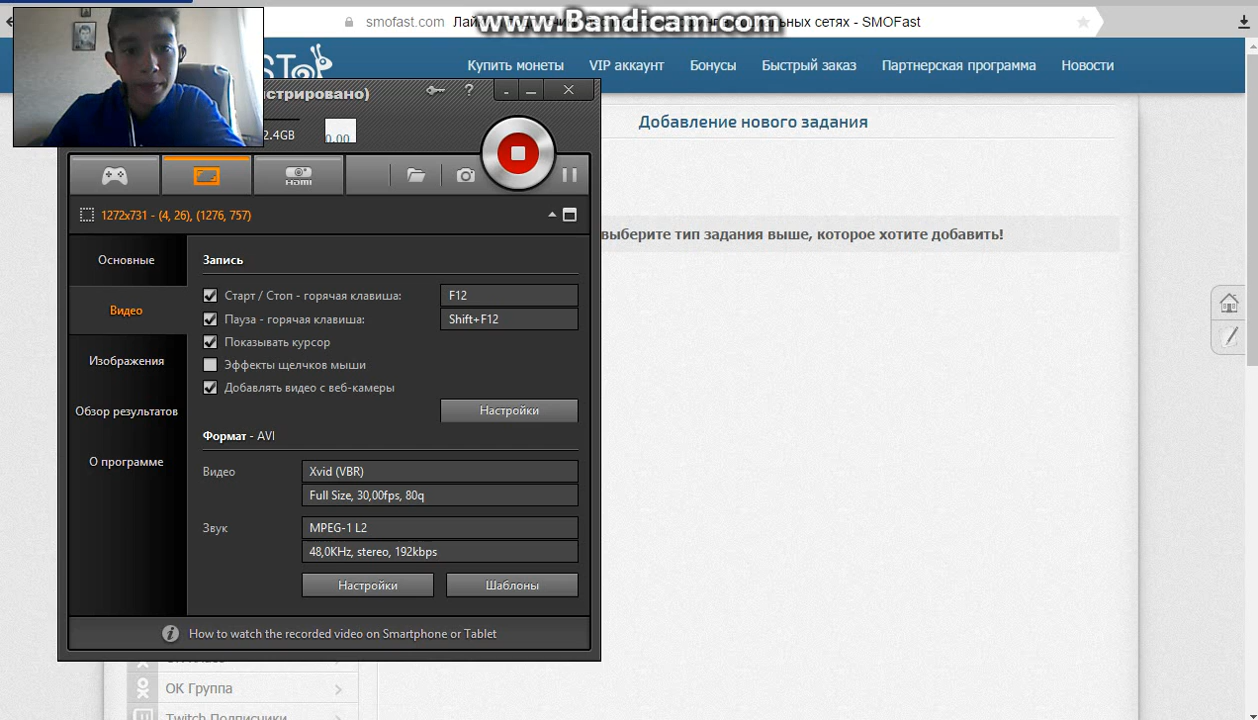 smofast.com
www.Bandicam.com
льных сетях - SMOFast
Купить монеты VIP аккаунт Бонусы Быстрый заказ Партнерская программа Новости
стрировано) ?
2.4GB
0.00
HDMI
Добавление нового задания
выберите тип задания выше, которое хотите добавить!
1272x731 - (4, 26), (1276, 757)
Основные
Видео
Изображения
Обзор результатов
О программе
Запись
Старт / Стоп - горячая клавиша: F12
Пауза - горячая клавиша: Shift+F12
Показывать курсор
Эффекты щелчков мыши
Добавлять видео с веб-камеры
Настройки
Формат - AVI
Видео Xvid (VBR)
Full Size, 30,00fps, 80q
Звук MPEG-1 L2
48,0KHz, stereo, 192kbps
Настройки Шаблоны
How to watch the recorded video on Smartphone or Tablet
ОК Группа
Twitch Подписчики